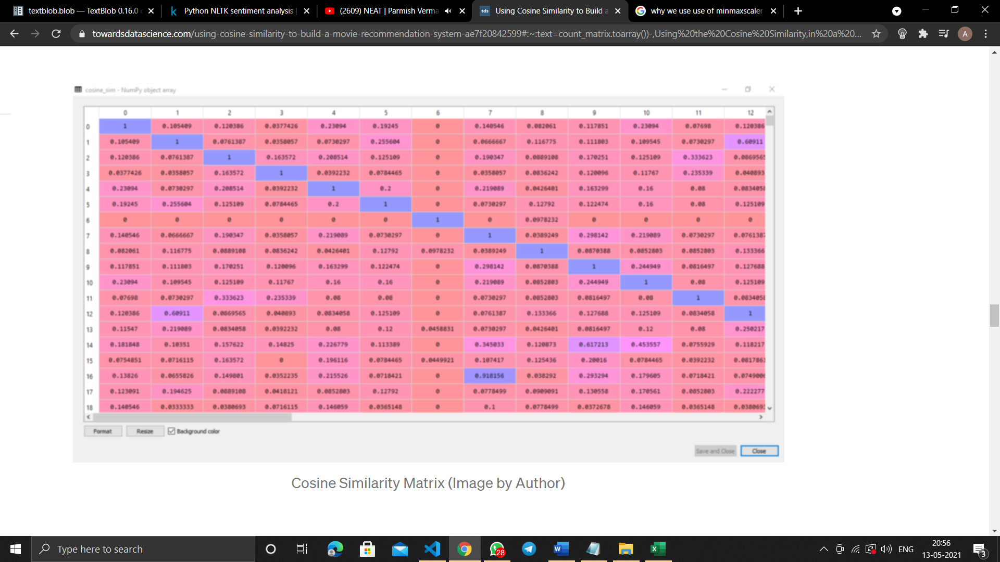 textblob.blob — TextBlob 0.16.0
Python NLTK sentiment analysis |
(2609) NEAT | Parmish Verma
tds Using Cosine Similarity to Build a
why we use use of minmaxscaler
towardsdatascience.com/using-cosine-similarity-to-build-a-movie-recommendation-system-ae7f20842599#:~:text=count_matrix.toarray())-,Using%20the%20Cosine%20Similarity,in%20a%20...
A
cosine_sim - NumPy object array
0 1 2 3 4 5 6 7 8 9 10 11 12
0 1 0.105409 0.120386 0.0377426 0.23094 0.19245 0 0.140546 0.082061 0.117851 0.23094 0.07698 0.120386
1 0.105409 1 0.0761387 0.0358057 0.0730297 0.255604 0 0.0666667 0.116775 0.111803 0.109545 0.0730297 0.60911
2 0.120386 0.0761387 1 0.163572 0.208514 0.125109 0 0.190347 0.0889108 0.170251 0.125109 0.333623 0.0869565
3 0.0377426 0.0358057 0.163572 1 0.0392232 0.0784465 0 0.0358057 0.0836242 0.120096 0.11767 0.235339 0.040893
4 0.23094 0.0730297 0.208514 0.0392232 1 0.2 0 0.219089 0.0426401 0.163299 0.16 0.08 0.0834058
5 0.19245 0.255604 0.125109 0.0784465 0.2 1 0 0.0730297 0.12792 0.122474 0.16 0.08 0.125109
6 0 0 0 0 0 0 1 0 0.0978232 0 0 0 0
7 0.140546 0.0666667 0.190347 0.0358057 0.219089 0.0730297 0 1 0.0389249 0.298142 0.219089 0.0730297 0.0761387
8 0.082061 0.116775 0.0889108 0.0836242 0.0426401 0.12792 0.0978232 0.0389249 1 0.0870388 0.0852803 0.0852803 0.133366
9 0.117851 0.111803 0.170251 0.120096 0.163299 0.122474 0 0.298142 0.0870388 1 0.244949 0.0816497 0.127688
10 0.23094 0.109545 0.125109 0.11767 0.16 0.16 0 0.219089 0.0852803 0.244949 1 0.08 0.125109
11 0.07698 0.0730297 0.333623 0.235339 0.08 0.08 0 0.0730297 0.0852803 0.0816497 0.08 1 0.0834058
12 0.120386 0.60911 0.0869565 0.040893 0.0834058 0.125109 0 0.0761387 0.133366 0.127688 0.125109 0.0834058 1
13 0.11547 0.219089 0.0834058 0.0392232 0.08 0.12 0.0458831 0.0730297 0.0426401 0.0816497 0.12 0.08 0.250217
14 0.181848 0.10351 0.157622 0.14825 0.226779 0.113389 0 0.345033 0.120873 0.617213 0.453557 0.0755929 0.118217
15 0.0754851 0.0716115 0.163572 0 0.196116 0.0784465 0.0449921 0.107417 0.125436 0.20016 0.0784465 0.0392232 0.0817861
16 0.13826 0.0655826 0.149801 0.0352235 0.215526 0.0718421 0 0.918156 0.038292 0.293294 0.179605 0.0718421 0.0749006
17 0.123091 0.194625 0.0889108 0.0418121 0.0852803 0.12792 0 0.0778499 0.0909091 0.130558 0.170561 0.0852803 0.222277
18 0.140546 0.0333333 0.0380693 0.0716115 0.146059 0.0365148 0 0.1 0.0778499 0.0372678 0.146059 0.0365148 0.0380693
Format Resize Background color
Save and Close Close
Cosine Similarity Matrix (Image by Author)
Type here to search
28
ENG
20:56
13-05-2021
3